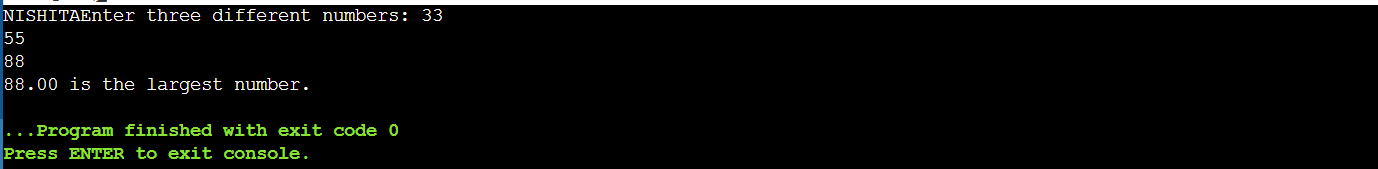 NISHITAEnter three different numbers: 33
55
88
88.00 is the largest number.
...Program finished with exit code 0
Press ENTER to exit console.